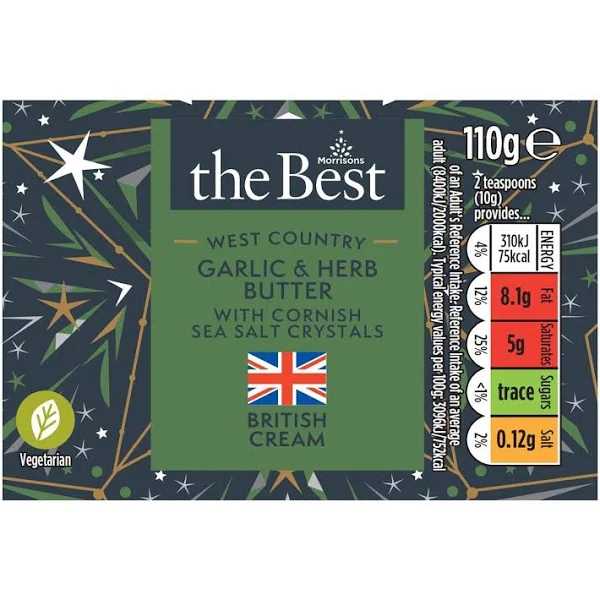 Morrisons
the Best
WEST COUNTRY
GARLIC & HERB
BUTTER
WITH CORNISH
SEA SALT CRYSTALS
BRITISH
CREAM
Vegetarian
110g ℮
2 teaspoons
(10g)
provides...
ENERGY
310kJ
75kcal
4%
Fat
8.1g
12%
Saturates
5g
25%
Sugars
trace
<1%
Salt
0.12g
2%
of an Adult's Reference Intake. Reference Intake of an average
adult (8400kJ/2000kcal). Typical energy values per 100g: 3096kJ/752kcal